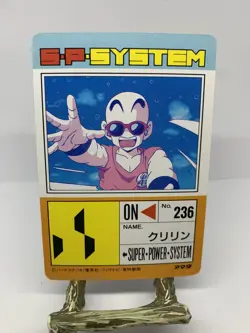 S·P·SYSTEM
ON No. 236
NAME.
クリリン
SUPER·POWER·SYSTEM